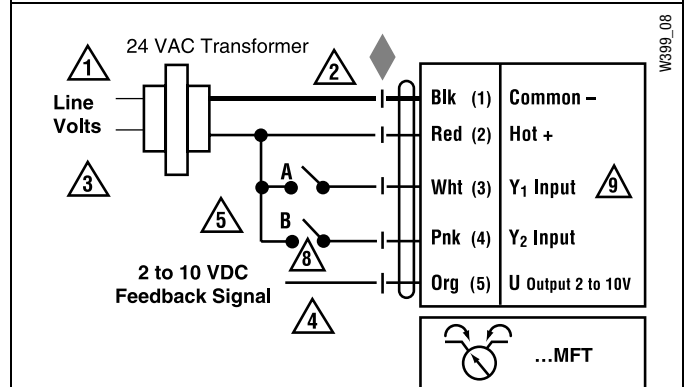 W399_08
24 VAC Transformer
1
2
Line
Volts
3
Blk (1) Common –
Red (2) Hot +
A
Wht (3) Y₁ Input
9
5
B
8
Pnk (4) Y₂ Input
2 to 10 VDC
Feedback Signal
4
Org (5) U Output 2 to 10V
...MFT